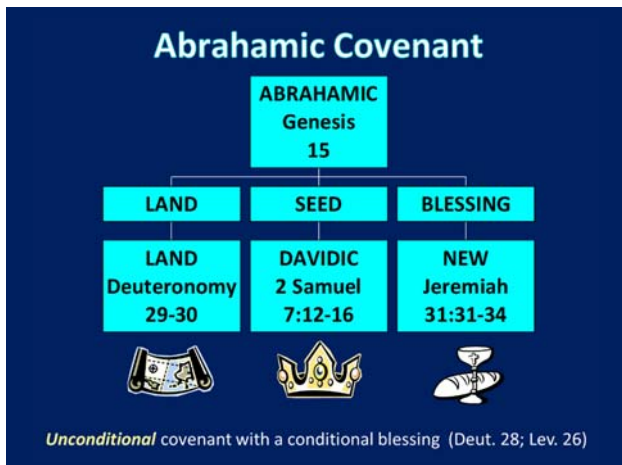 Abrahamic Covenant
ABRAHAMIC
Genesis
15
LAND
SEED
BLESSING
LAND
Deuteronomy
29-30
DAVIDIC
2 Samuel
7:12-16
NEW
Jeremiah
31:31-34
Unconditional covenant with a conditional blessing (Deut. 28; Lev. 26)